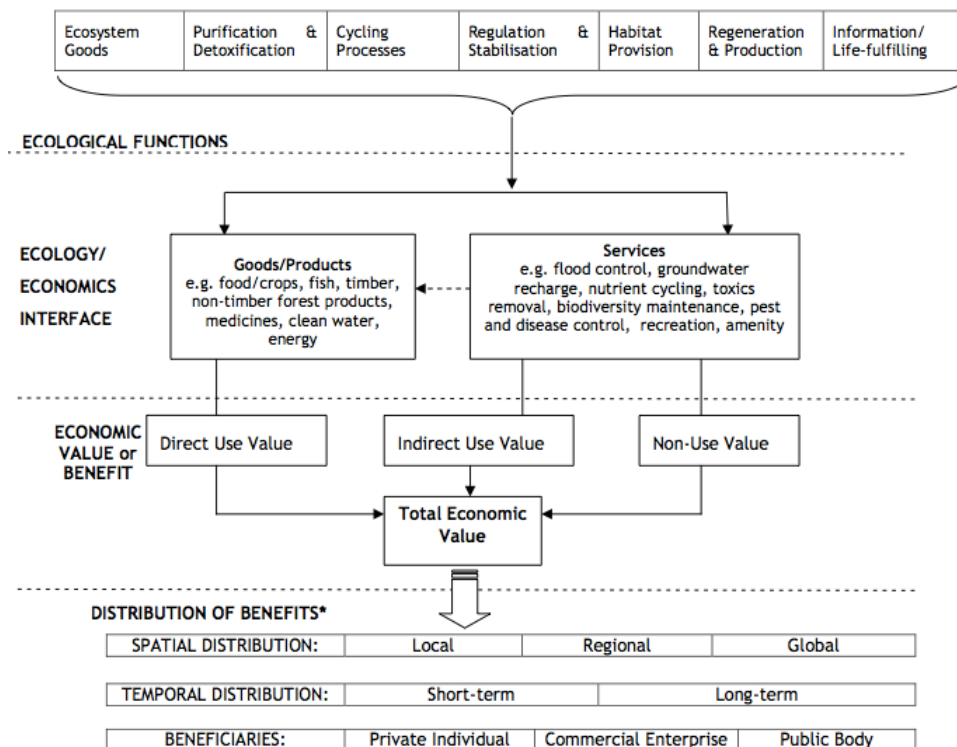 Ecosystem Goods
Purification & Detoxification
Cycling Processes
Regulation & Stabilisation
Habitat Provision
Regeneration & Production
Information/ Life-fulfilling
ECOLOGICAL FUNCTIONS
ECOLOGY/
ECONOMICS
INTERFACE
Goods/Products
e.g. food/crops, fish, timber,
non-timber forest products,
medicines, clean water,
energy
Services
e.g. flood control, groundwater
recharge, nutrient cycling, toxics
removal, biodiversity maintenance, pest
and disease control, recreation, amenity
ECONOMIC
VALUE or
BENEFIT
Direct Use Value
Indirect Use Value
Non-Use Value
Total Economic
Value
DISTRIBUTION OF BENEFITS*
SPATIAL DISTRIBUTION: Local Regional Global
TEMPORAL DISTRIBUTION: Short-term Long-term
BENEFICIARIES: Private Individual Commercial Enterprise Public Body